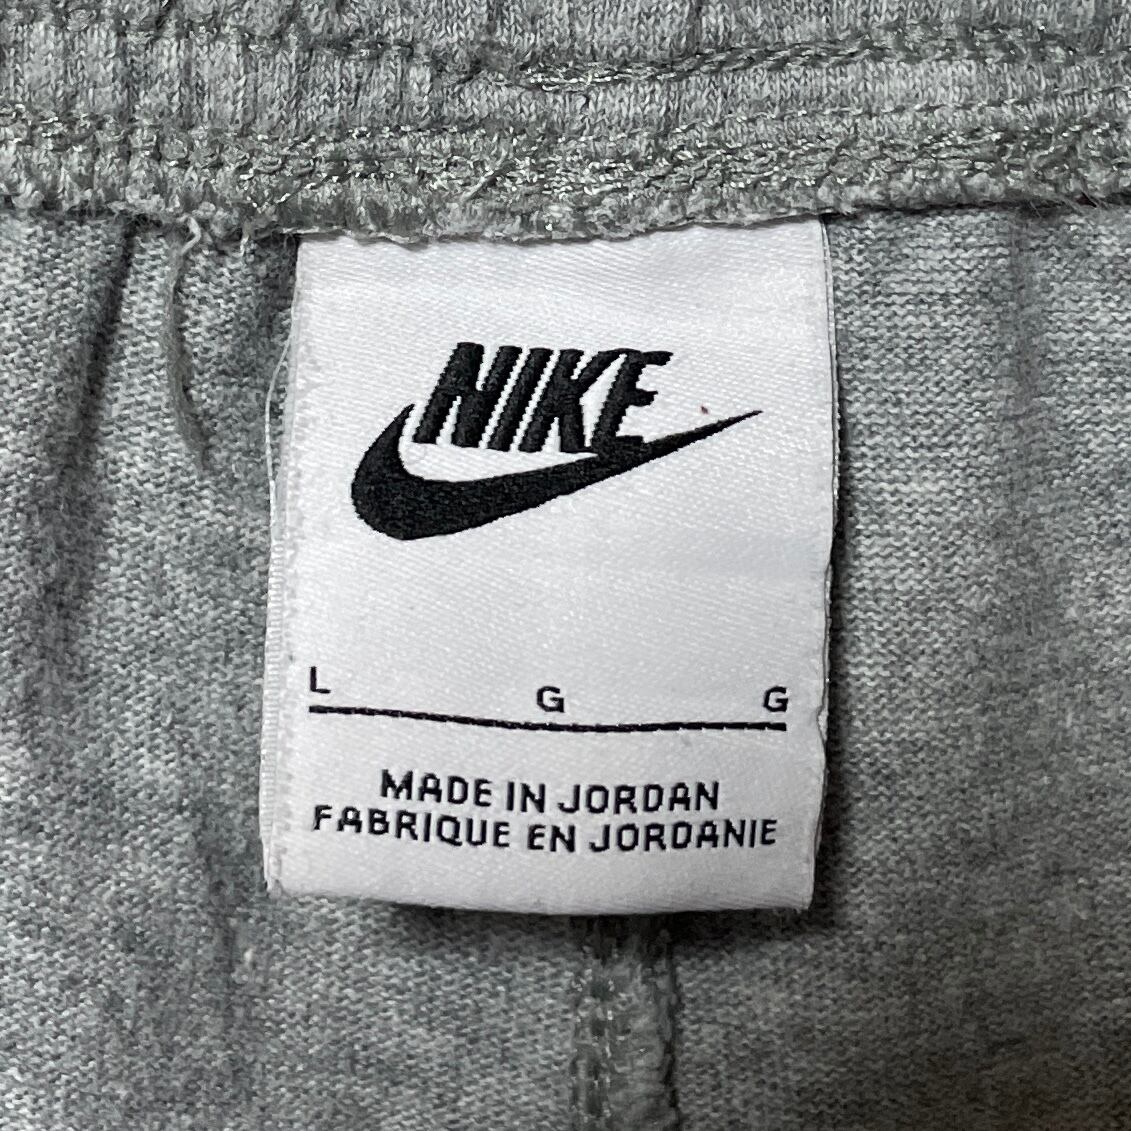 NIKE
L G G
MADE IN JORDAN
FABRIQUE EN JORDANIE